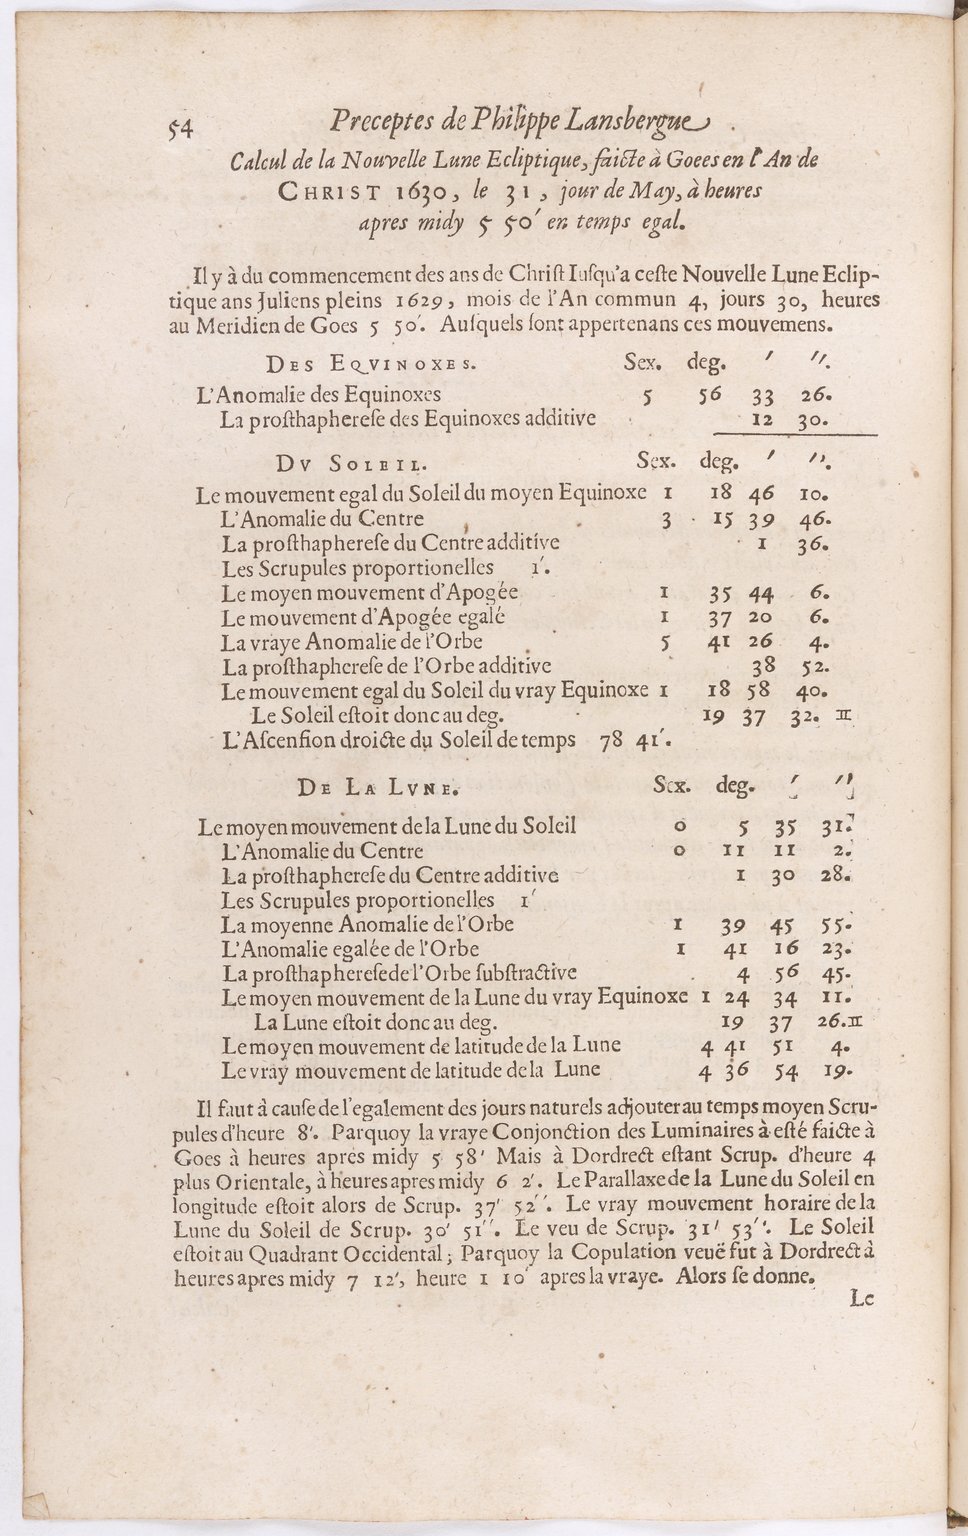 54 Preceptes de Philippe Lansbergue
Calcul de la Nouvelle Lune Ecliptique, faicte à Goees en l'An de
CHRIST 1630, le 31, jour de May, à heures
apres midy 5 50′ en temps egal.
Il y à du commencement des ans de Chriſt Iuſqu'a ceſte Nouvelle Lune Eclip-
tique ans Juliens pleins 1629, mois de l'An commun 4, jours 30, heures
au Meridien de Goes 5 50′. Auſquels ſont appertenans ces mouvemens.
DES EQVINOXES. Sex. deg. ′ ″.
L'Anomalie des Equinoxes 5 56 33 26.
La proſthaphereſe des Equinoxes additive 12 30.
DV SOLEIL. Sex. deg. ′ ″.
Le mouvement egal du Soleil du moyen Equinoxe 1 18 46 10.
L'Anomalie du Centre 3 15 39 46.
La proſthaphereſe du Centre additive 1 36.
Les Scrupules proportionelles 1′.
Le moyen mouvement d'Apogée 1 35 44 6.
Le mouvement d'Apogée egalé 1 37 20 6.
La vraye Anomalie de l'Orbe 5 41 26 4.
La proſthaphereſe de l'Orbe additive 38 52.
Le mouvement egal du Soleil du vray Equinoxe 1 18 58 40.
Le Soleil eſtoit donc au deg. 19 37 32. ♊
L'Aſcenſion droicte du Soleil de temps 78 41′.
DE LA LVNE. Sex. deg. ′ ″
Le moyen mouvement de la Lune du Soleil 0 5 35 31.
L'Anomalie du Centre 0 11 11 2.
La proſthaphereſe du Centre additive 1 30 28.
Les Scrupules proportionelles 1′
La moyenne Anomalie de l'Orbe 1 39 45 55.
L'Anomalie egalée de l'Orbe 1 41 16 23.
La proſthaphereſe de l'Orbe ſubſtractive 4 56 45.
Le moyen mouvement de la Lune du vray Equinoxe 1 24 34 11.
La Lune eſtoit donc au deg. 19 37 26. ♊
Le moyen mouvement de latitude de la Lune 4 41 51 4.
Le vray mouvement de latitude de la Lune 4 36 54 19.
Il faut à cauſe de l'egalement des jours naturels adjouter au temps moyen Scru-
pules d'heure 8′. Parquoy la vraye Conjonction des Luminaires à eſté faicte à
Goes à heures apres midy 5 58′ Mais à Dordrect eſtant Scrup. d'heure 4
plus Orientale, à heures apres midy 6 2′. Le Parallaxe de la Lune du Soleil en
longitude eſtoit alors de Scrup. 37′ 52″. Le vray mouvement horaire de la
Lune du Soleil de Scrup. 30′ 51″. Le veu de Scrup. 31′ 53″. Le Soleil
eſtoit au Quadrant Occidental; Parquoy la Copulation veuë fut à Dordrect à
heures apres midy 7 12′, heure 1 10′ apres la vraye. Alors ſe donne.
Le